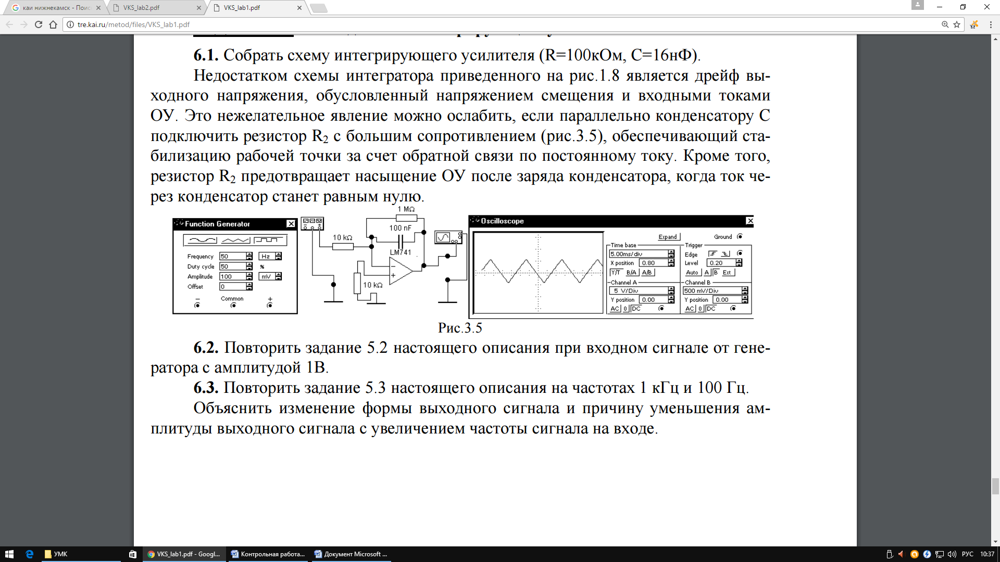 каи нижнекамск - Поис
VKS_lab2.pdf
VKS_lab1.pdf
tre.kai.ru/metod/files/VKS_lab1.pdf
6.1. Собрать схему интегрирующего усилителя (R=100кОм, С=16нФ).
Недостатком схемы интегратора приведенного на рис.1.8 является дрейф вы-
ходного напряжения, обусловленный напряжением смещения и входными токами
ОУ. Это нежелательное явление можно ослабить, если параллельно конденсатору С
подключить резистор R₂ с большим сопротивлением (рис.3.5), обеспечивающий ста-
билизацию рабочей точки за счет обратной связи по постоянному току. Кроме того,
резистор R₂ предотвращает насыщение ОУ после заряда конденсатора, когда ток че-
рез конденсатор станет равным нулю.
Function Generator
Frequency 50 Hz
Duty cycle 50 %
Amplitude 100 mV
Offset 0
− Common +
1 MΩ
100 nF
10 kΩ
LM741
10 kΩ
Oscilloscope
Expand
Ground
Time base
5.00ms/div
X position 0.80
Y/T B/A A/B
Trigger
Edge
Level 0.20
Auto A B Ext
Channel A
5 V/Div
Y position 0.00
AC 0 DC
Channel B
500 mV/Div
Y position 0.00
AC 0 DC
Рис.3.5
6.2. Повторить задание 5.2 настоящего описания при входном сигнале от гене-
ратора с амплитудой 1В.
6.3. Повторить задание 5.3 настоящего описания на частотах 1 кГц и 100 Гц.
Объяснить изменение формы выходного сигнала и причину уменьшения ам-
плитуды выходного сигнала с увеличением частоты сигнала на входе.
УМК
VKS_lab1.pdf - Googl...
Контрольная работа...
Документ Microsoft ...
РУС
10:37